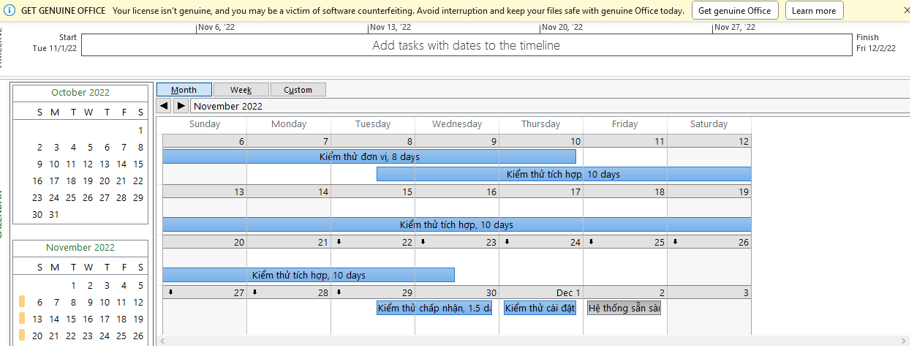 GET GENUINE OFFICE Your license isn't genuine, and you may be a victim of software counterfeiting. Avoid interruption and keep your files safe with genuine Office today. Get genuine Office Learn more
Nov 6, '22 Nov 13, '22 Nov 20, '22 Nov 27, '22
Start
Tue 11/1/22
Add tasks with dates to the timeline
Finish
Fri 12/2/22
October 2022
S M T W T F S
1
2 3 4 5 6 7 8
9 10 11 12 13 14 15
16 17 18 19 20 21 22
23 24 25 26 27 28 29
30 31
November 2022
S M T W T F S
1 2 3 4 5
6 7 8 9 10 11 12
13 14 15 16 17 18 19
20 21 22 23 24 25 26
Month Week Custom
November 2022
Sunday Monday Tuesday Wednesday Thursday Friday Saturday
6 7 8 9 10 11 12
Kiểm thử đơn vị, 8 days
Kiểm thử tích hợp, 10 days
13 14 15 16 17 18 19
Kiểm thử tích hợp, 10 days
20 21 22 23 24 25 26
Kiểm thử tích hợp, 10 days
27 28 29 30 Dec 1 2 3
Kiểm thử chấp nhận, 1.5 da Kiểm thử cài đặt Hệ thống sẵn sàn